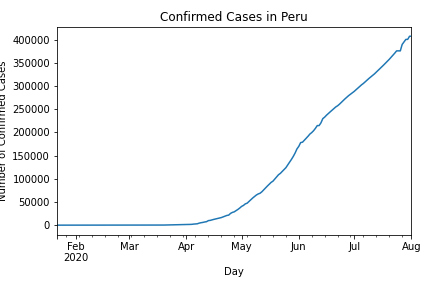 Confirmed Cases in Peru
Number of Confirmed Cases
400000
350000
300000
250000
200000
150000
100000
50000
0
Feb Mar Apr May Jun Jul Aug
2020
Day